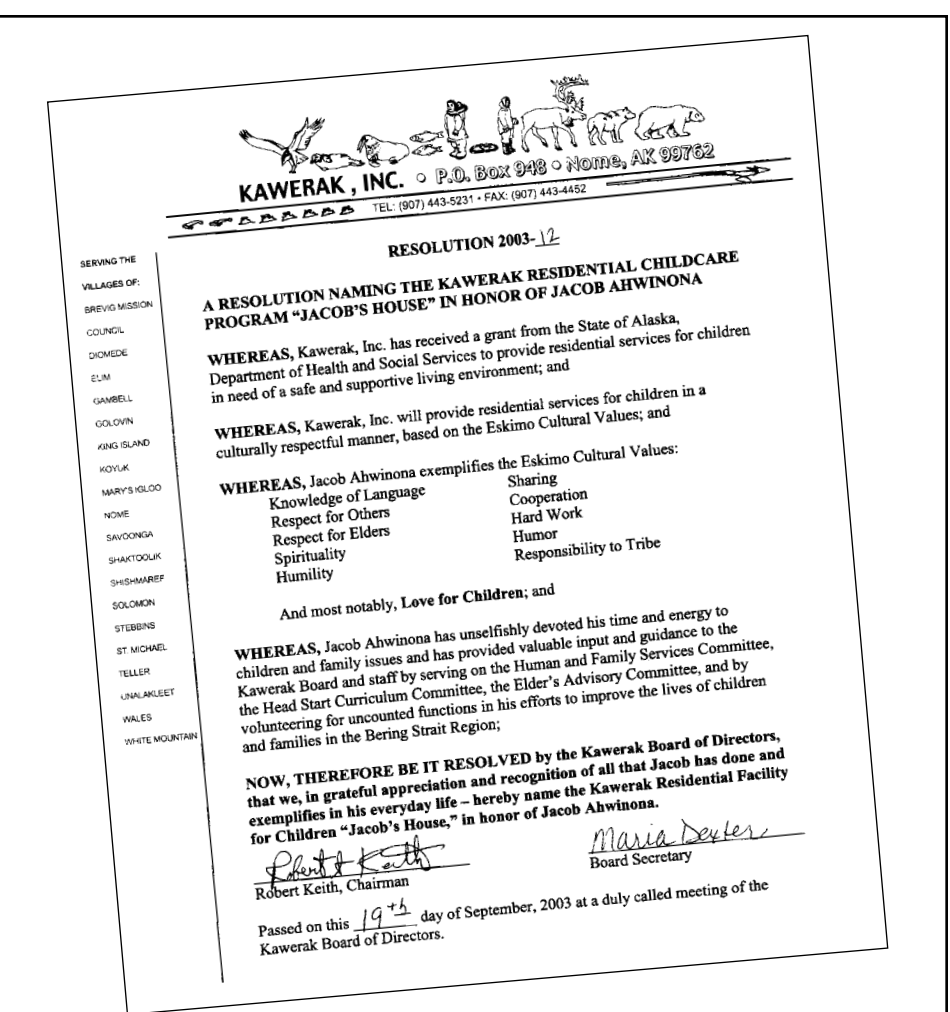 KAWERAK, INC. ○ P.O. Box 948 ○ Nome, AK 99762
TEL: (907) 443-5231 • FAX: (907) 443-4452
SERVING THE
VILLAGES OF:
BREVIG MISSION
COUNCIL
DIOMEDE
ELIM
GAMBELL
GOLOVIN
KING ISLAND
KOYUK
MARY'S IGLOO
NOME
SAVOONGA
SHAKTOOLIK
SHISHMAREF
SOLOMON
STEBBINS
ST. MICHAEL
TELLER
UNALAKLEET
WALES
WHITE MOUNTAIN
RESOLUTION 2003-12
A RESOLUTION NAMING THE KAWERAK RESIDENTIAL CHILDCARE
PROGRAM “JACOB’S HOUSE” IN HONOR OF JACOB AHWINONA
WHEREAS, Kawerak, Inc. has received a grant from the State of Alaska,
Department of Health and Social Services to provide residential services for children
in need of a safe and supportive living environment; and
WHEREAS, Kawerak, Inc. will provide residential services for children in a
culturally respectful manner, based on the Eskimo Cultural Values; and
WHEREAS, Jacob Ahwinona exemplifies the Eskimo Cultural Values:
Knowledge of Language Sharing
Respect for Others Cooperation
Respect for Elders Hard Work
Spirituality Humor
Humility Responsibility to Tribe
And most notably, Love for Children; and
WHEREAS, Jacob Ahwinona has unselfishly devoted his time and energy to
children and family issues and has provided valuable input and guidance to the
Kawerak Board and staff by serving on the Human and Family Services Committee,
the Head Start Curriculum Committee, the Elder’s Advisory Committee, and by
volunteering for uncounted functions in his efforts to improve the lives of children
and families in the Bering Strait Region;
NOW, THEREFORE BE IT RESOLVED by the Kawerak Board of Directors,
that we, in grateful appreciation and recognition of all that Jacob has done and
exemplifies in his everyday life – hereby name the Kawerak Residential Facility
for Children “Jacob’s House,” in honor of Jacob Ahwinona.
Robert Keith Maria Dexter
Robert Keith, Chairman Board Secretary
Passed on this 19th day of September, 2003 at a duly called meeting of the
Kawerak Board of Directors.